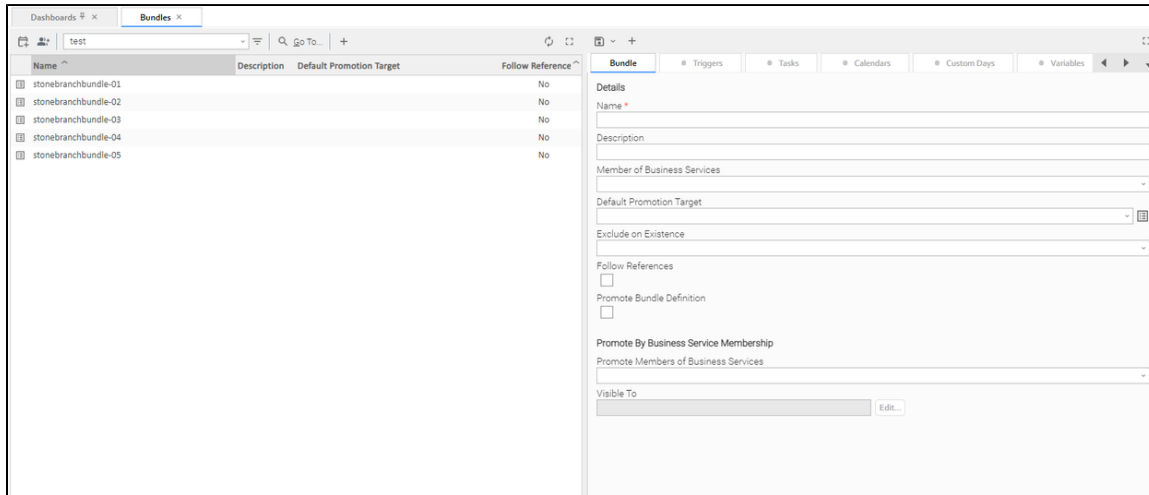 Dashboards
Bundles
test
Go To...
Name Description Default Promotion Target Follow Reference
stonebranchbundle-01 No
stonebranchbundle-02 No
stonebranchbundle-03 No
stonebranchbundle-04 No
stonebranchbundle-05 No
Bundle Triggers Tasks Calendars Custom Days Variables
Details
Name *
Description
Member of Business Services
Default Promotion Target
Exclude on Existence
Follow References
Promote Bundle Definition
Promote By Business Service Membership
Promote Members of Business Services
Visible To
Edit...